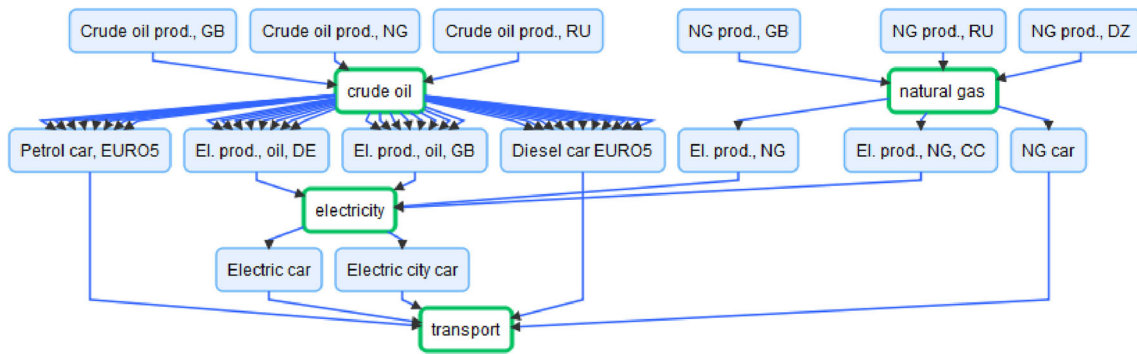 Crude oil prod., GB
Crude oil prod., NG
Crude oil prod., RU
NG prod., GB
NG prod., RU
NG prod., DZ
crude oil
natural gas
Petrol car, EURO5
El. prod., oil, DE
El. prod., oil, GB
Diesel car EURO5
El. prod., NG
El. prod., NG, CC
NG car
electricity
Electric car
Electric city car
transport